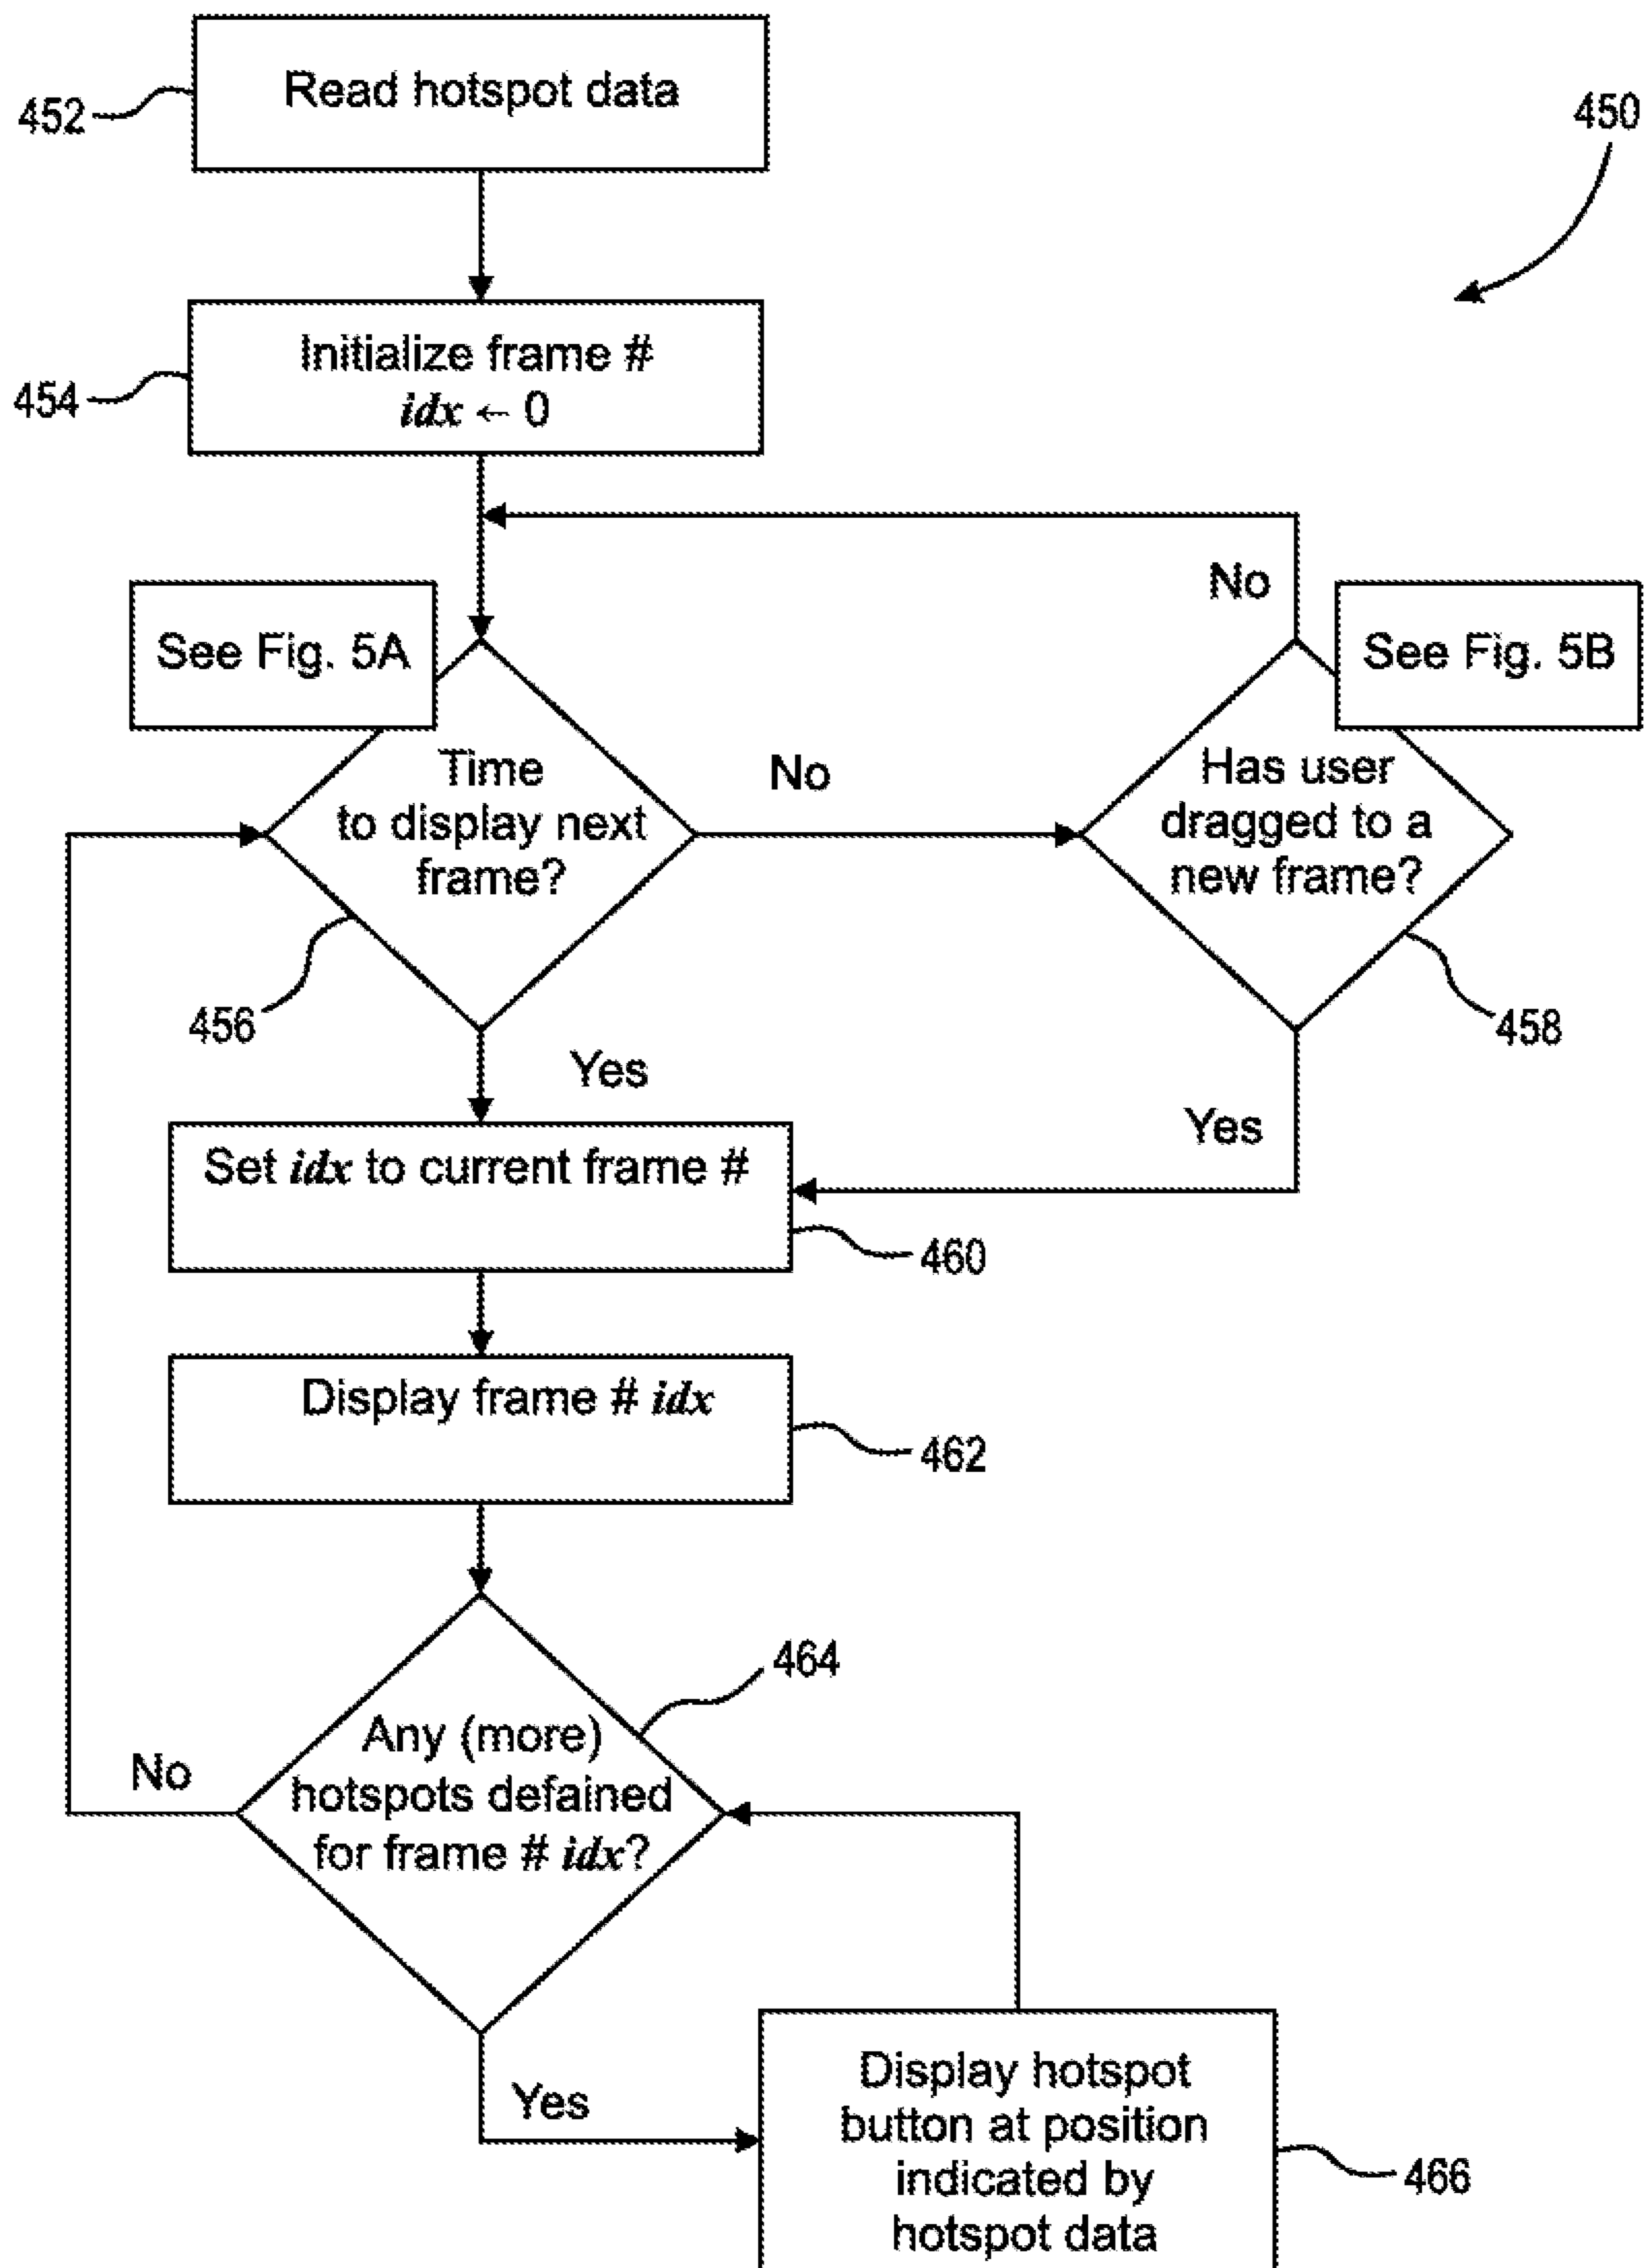 Read hotspot data
452
450
Initialize frame #
idx ← 0
454
No
See Fig. 5A
See Fig. 5B
Time
to display next
frame?
No
Has user
dragged to a
new frame?
456
458
Yes
Yes
Set idx to current frame #
460
Display frame # idx
462
464
Any (more)
hotspots defained
for frame # idx?
No
Yes
Display hotspot
button at position
indicated by
hotspot data
466